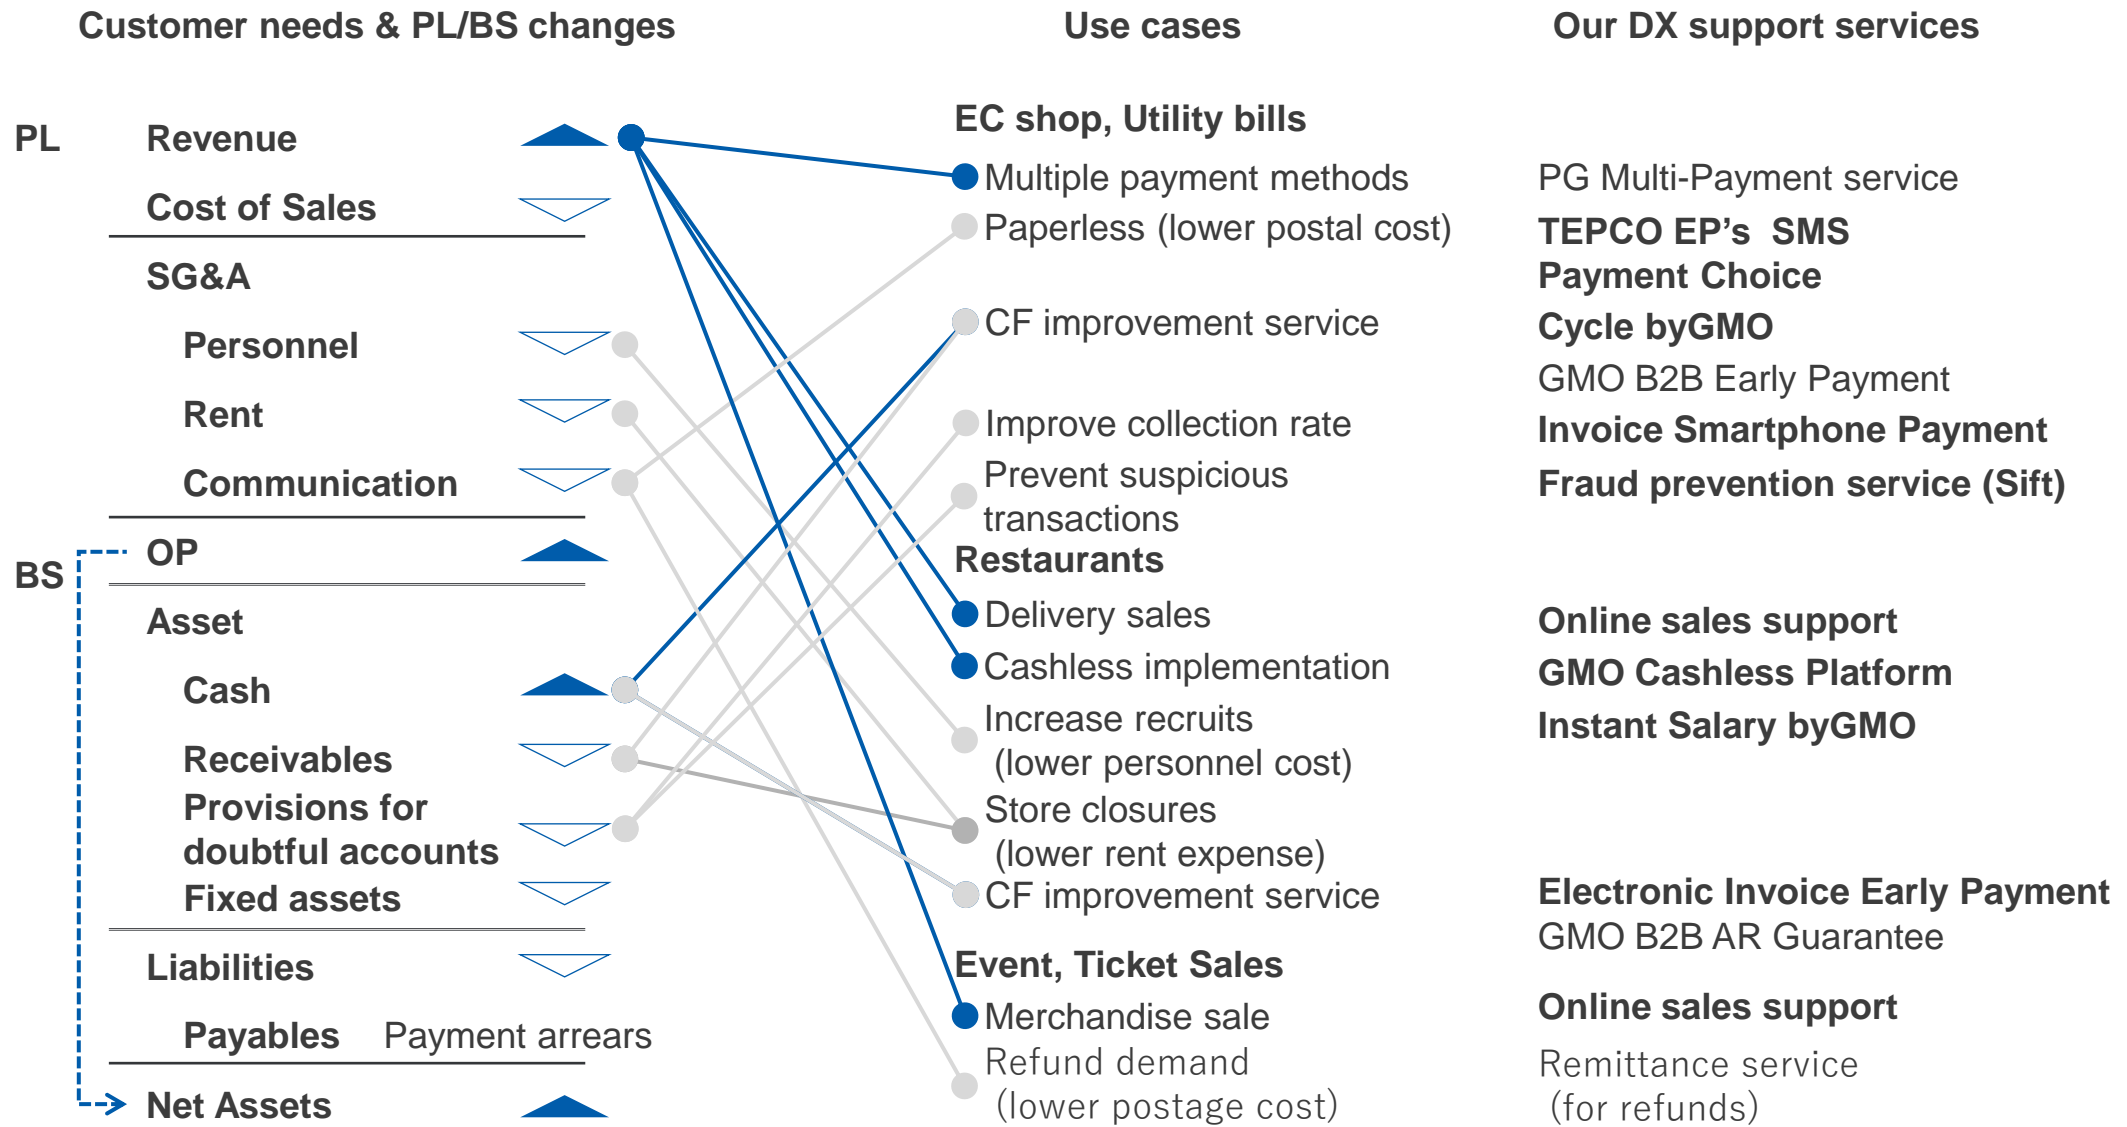 Customer needs & PL/BS changes
Use cases
Our DX support services
PL
Revenue
Cost of Sales
SG&A
Personnel
Rent
Communication
OP
BS
Asset
Cash
Receivables
Provisions for
doubtful accounts
Fixed assets
Liabilities
Payables Payment arrears
Net Assets
EC shop, Utility bills
Multiple payment methods
Paperless (lower postal cost)
CF improvement service
Improve collection rate
Prevent suspicious
transactions
Restaurants
Delivery sales
Cashless implementation
Increase recruits
(lower personnel cost)
Store closures
(lower rent expense)
CF improvement service
Event, Ticket Sales
Merchandise sale
Refund demand
(lower postage cost)
PG Multi-Payment service
TEPCO EP’s SMS
Payment Choice
Cycle byGMO
GMO B2B Early Payment
Invoice Smartphone Payment
Fraud prevention service (Sift)
Online sales support
GMO Cashless Platform
Instant Salary byGMO
Electronic Invoice Early Payment
GMO B2B AR Guarantee
Online sales support
Remittance service
(for refunds)